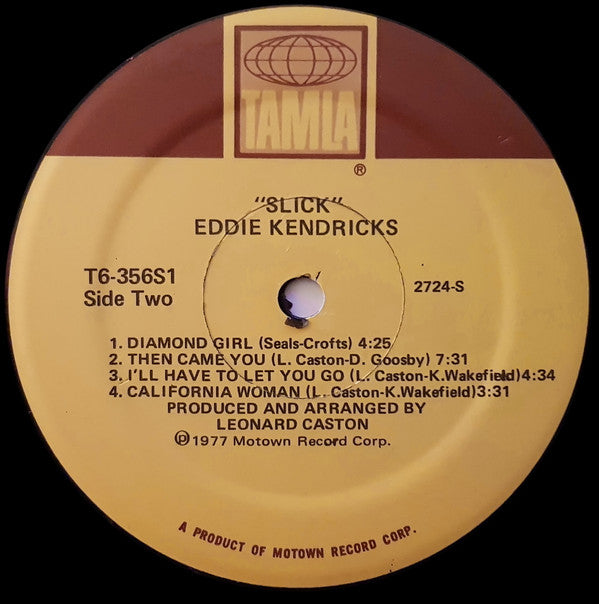 TAMLA
®
"SLICK"
EDDIE KENDRICKS
T6-356S1
Side Two
2724-S
1. DIAMOND GIRL (Seals-Crofts) 4:25
2. THEN CAME YOU (L. Caston-D. Goosby) 7:31
3. I'LL HAVE TO LET YOU GO (L. Caston-K.Wakefield)4:34
4. CALIFORNIA WOMAN (L. Caston-K.Wakefield)3:31
PRODUCED AND ARRANGED BY
LEONARD CASTON
℗1977 Motown Record Corp.
A PRODUCT OF MOTOWN RECORD CORP.